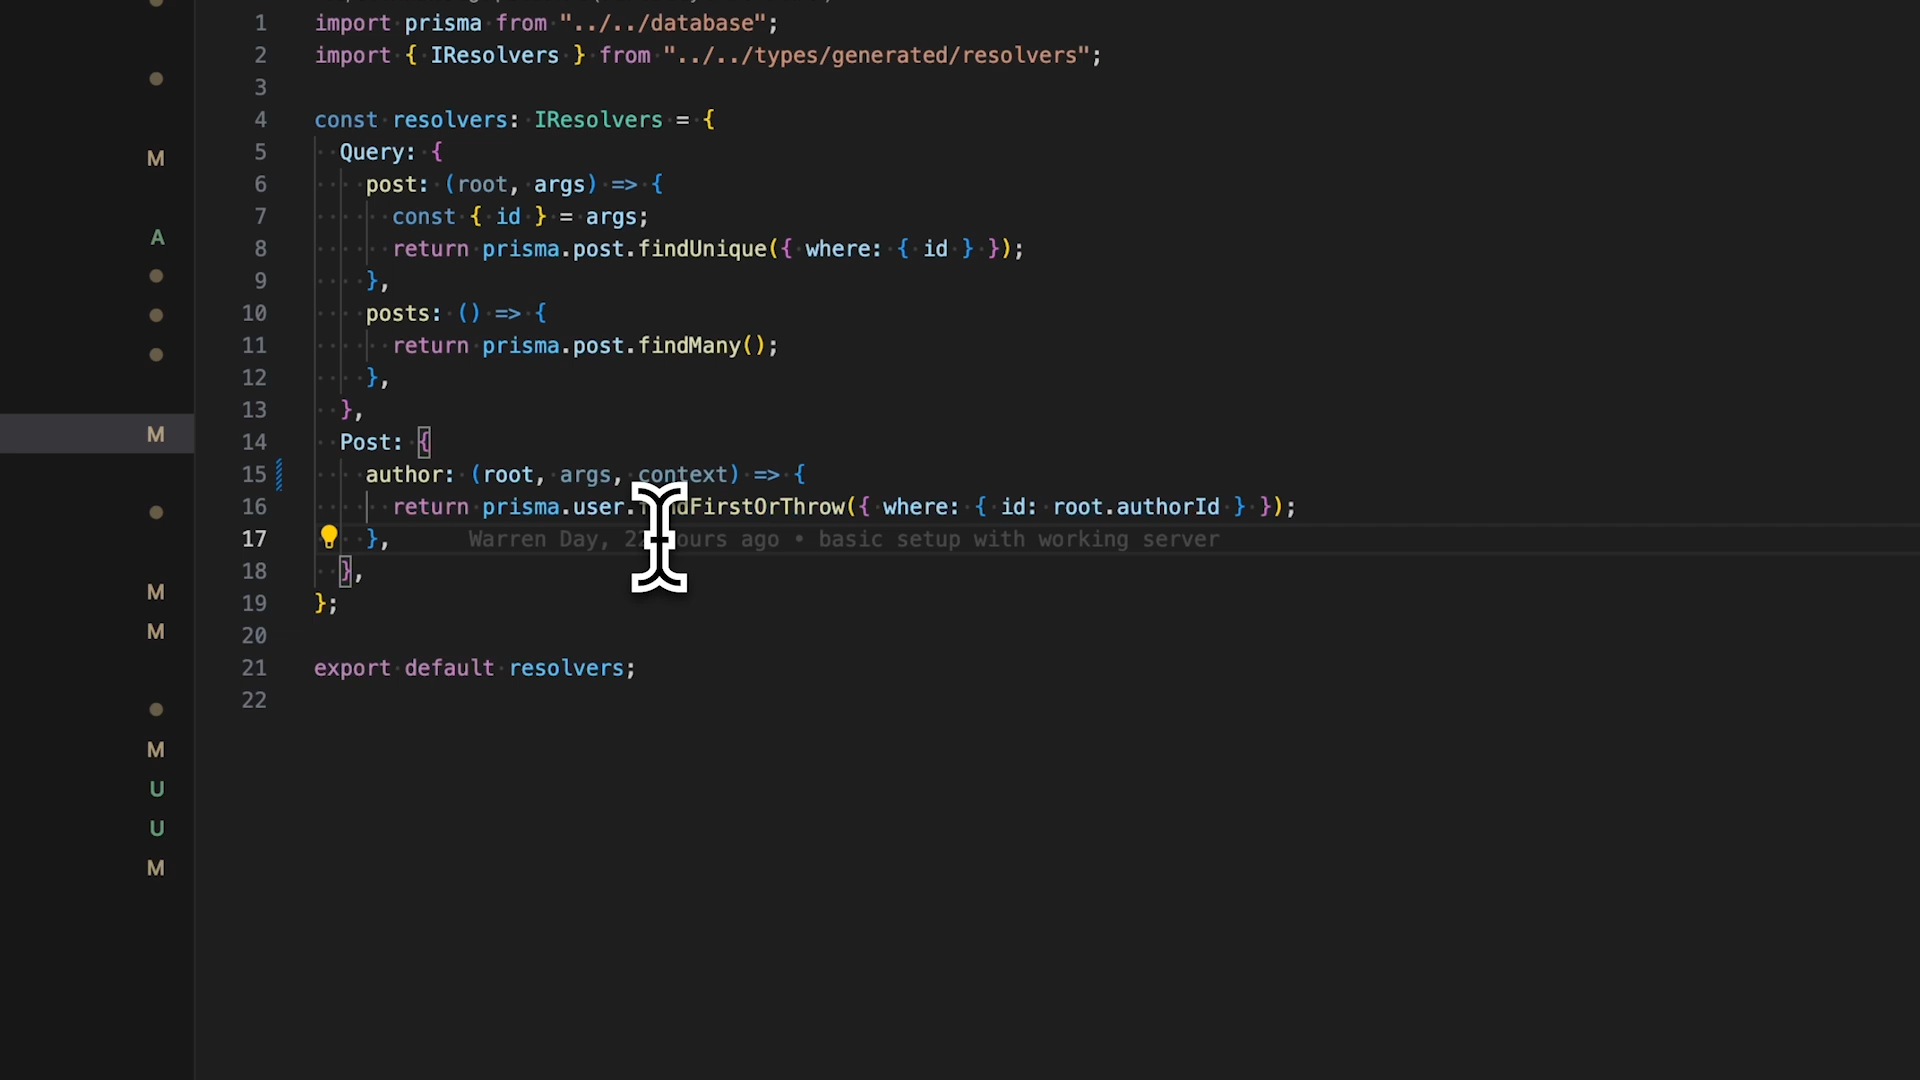 1 import prisma from "../../database";
2 import { IResolvers } from "../../types/generated/resolvers";
3
4 const resolvers: IResolvers = {
M 5 Query: {
6 post: (root, args) => {
7 const { id } = args;
A 8 return prisma.post.findUnique({ where: { id } });
9 },
10 posts: () => {
11 return prisma.post.findMany();
12 },
13 },
M 14 Post: {
15 author: (root, args, context) => {
16 return prisma.user.findFirstOrThrow({ where: { id: root.authorId } });
17 }, Warren Day, 22 hours ago • basic setup with working server
18 },
M 19 };
M 20
21 export default resolvers;
22
M
U
U
M